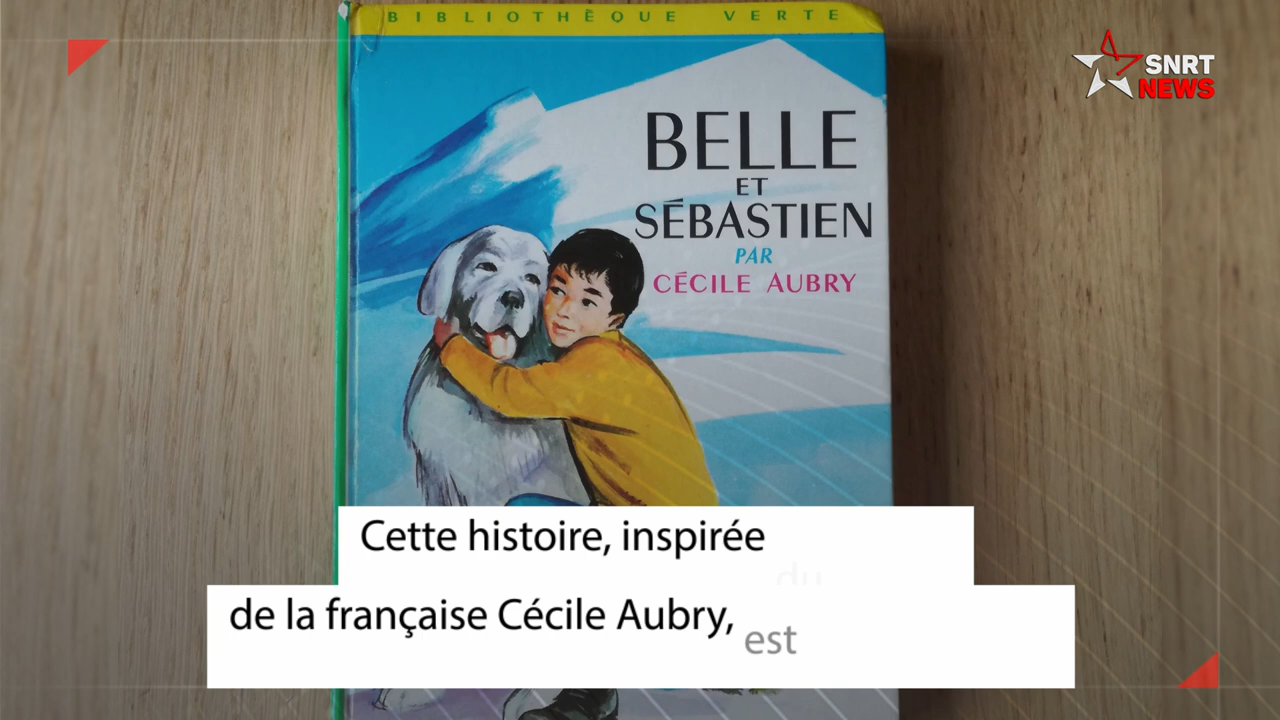 BIBLIOTHÈQUE VERTE
SNRT
NEWS
BELLE
ET
SÉBASTIEN
PAR
CÉCILE AUBRY
Cette histoire, inspirée
du
de la française Cécile Aubry, est